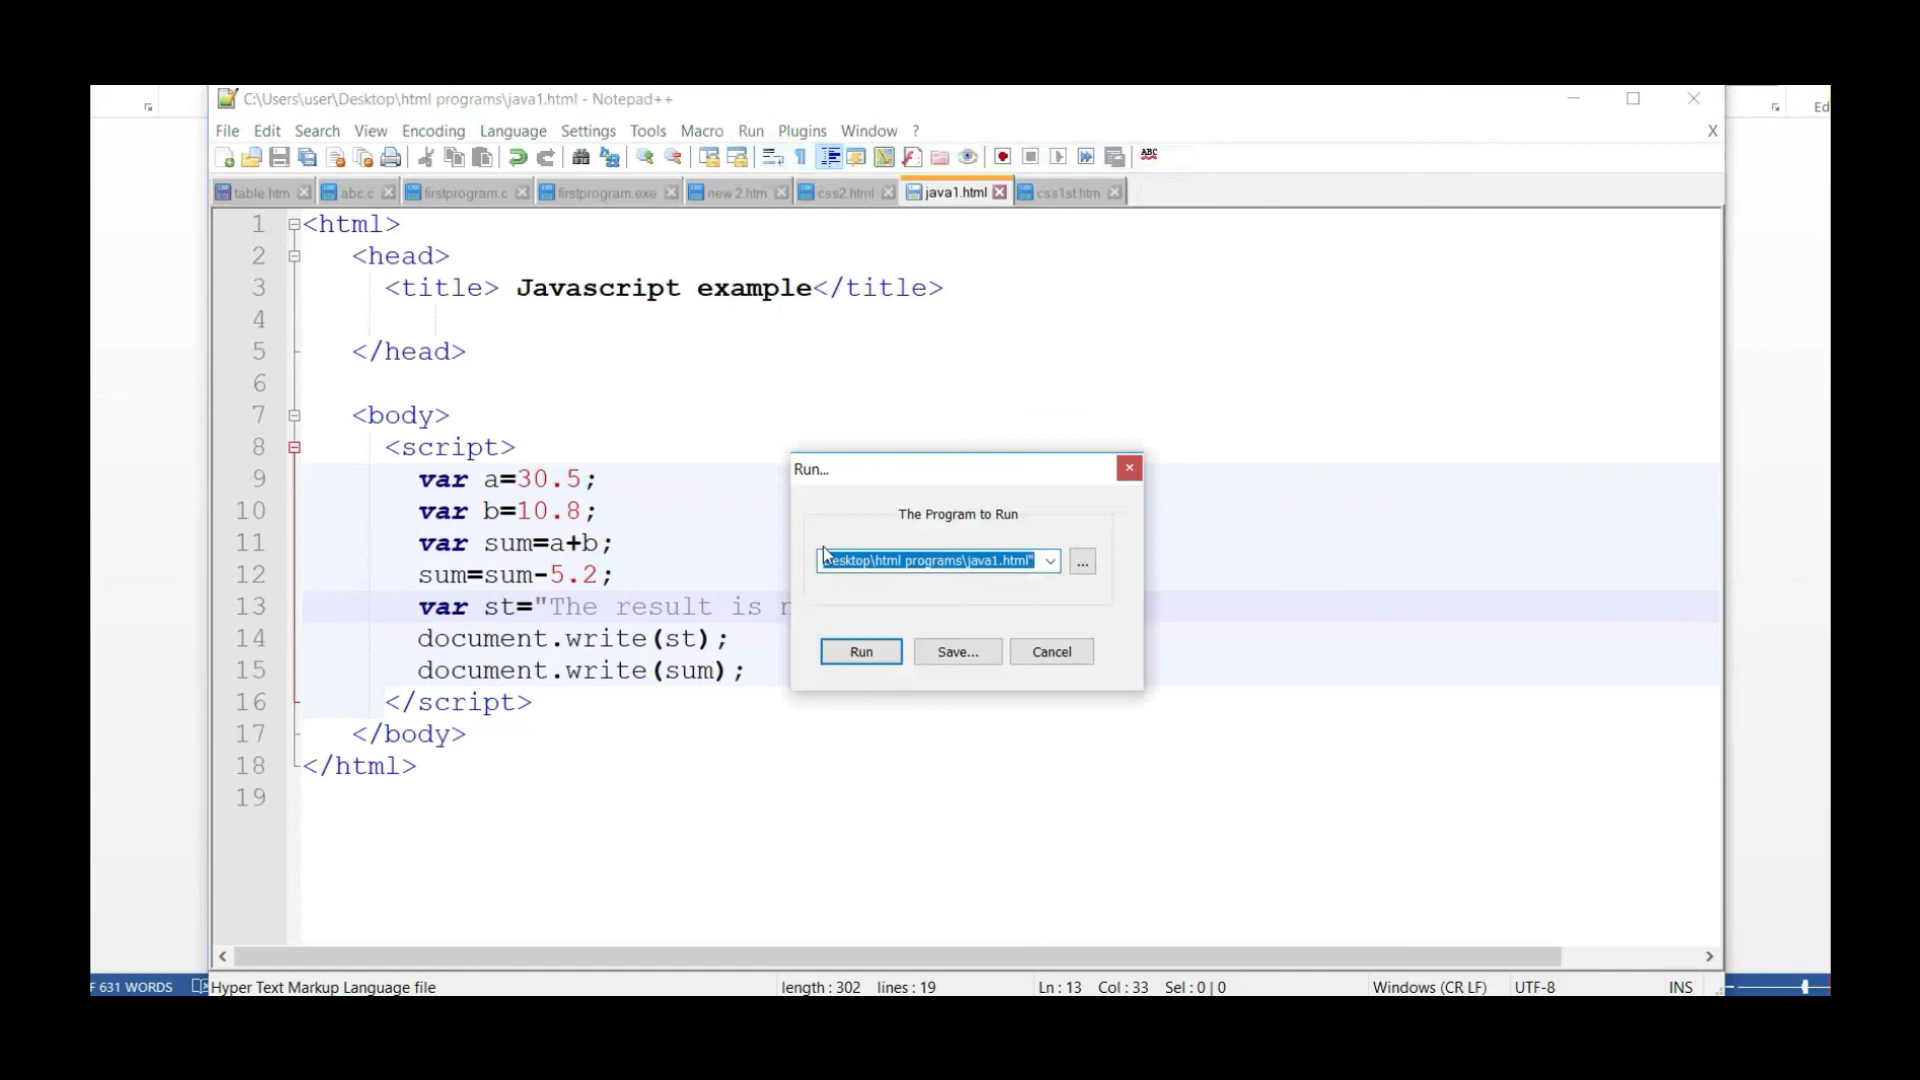 Ed
C:\Users\user\Desktop\html programs\java1.html - Notepad++
File Edit Search View Encoding Language Settings Tools Macro Run Plugins Window ? X
ABC
table.htm abc.c firstprogram.c firstprogram.exe new 2.htm css2.html java1.html css1st.htm
1 <html>
2 <head>
3 <title> Javascript example</title>
4
5 </head>
6
7 <body>
8 <script>
9 var a=30.5;
10 var b=10.8;
11 var sum=a+b;
12 sum=sum-5.2;
13 var st="The result is
14 document.write(st);
15 document.write(sum);
16 </script>
17 </body>
18 </html>
19
Run...
The Program to Run
Desktop\html programs\java1.html"
...
Run Save... Cancel
631 WORDS
Hyper Text Markup Language file length : 302 lines : 19 Ln : 13 Col : 33 Sel : 0 | 0 Windows (CR LF) UTF-8 INS